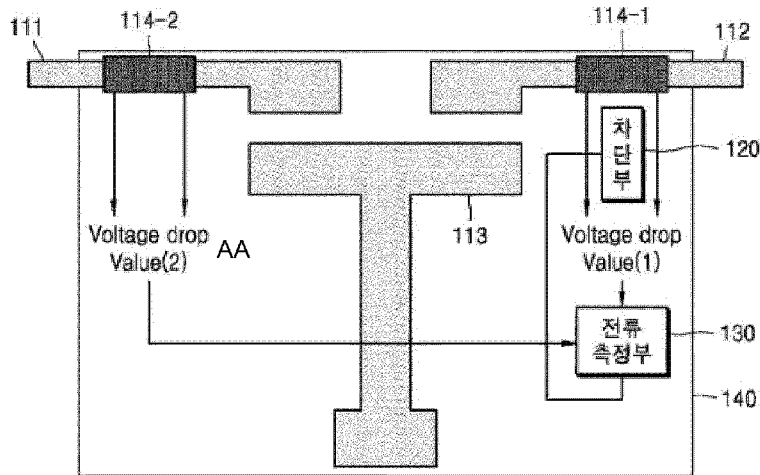 114-2
114-1
111
112
차단부
120
113
Voltage drop
Value(2)
AA
Voltage drop
Value(1)
전류
측정부
130
140